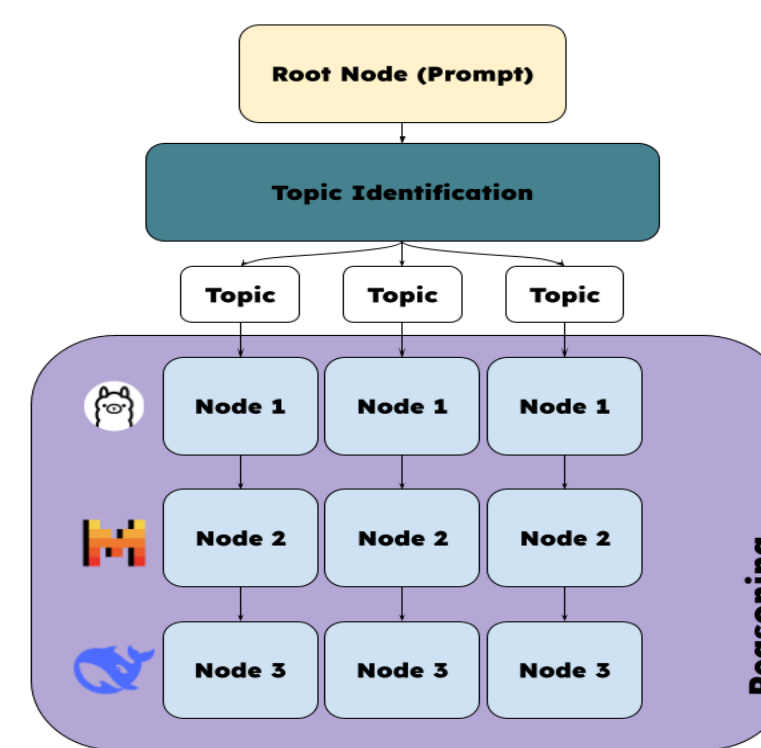 Root Node (Prompt)
Topic Identification
Topic Topic Topic
Node 1 Node 1 Node 1
Node 2 Node 2 Node 2
Node 3 Node 3 Node 3
Reasoning